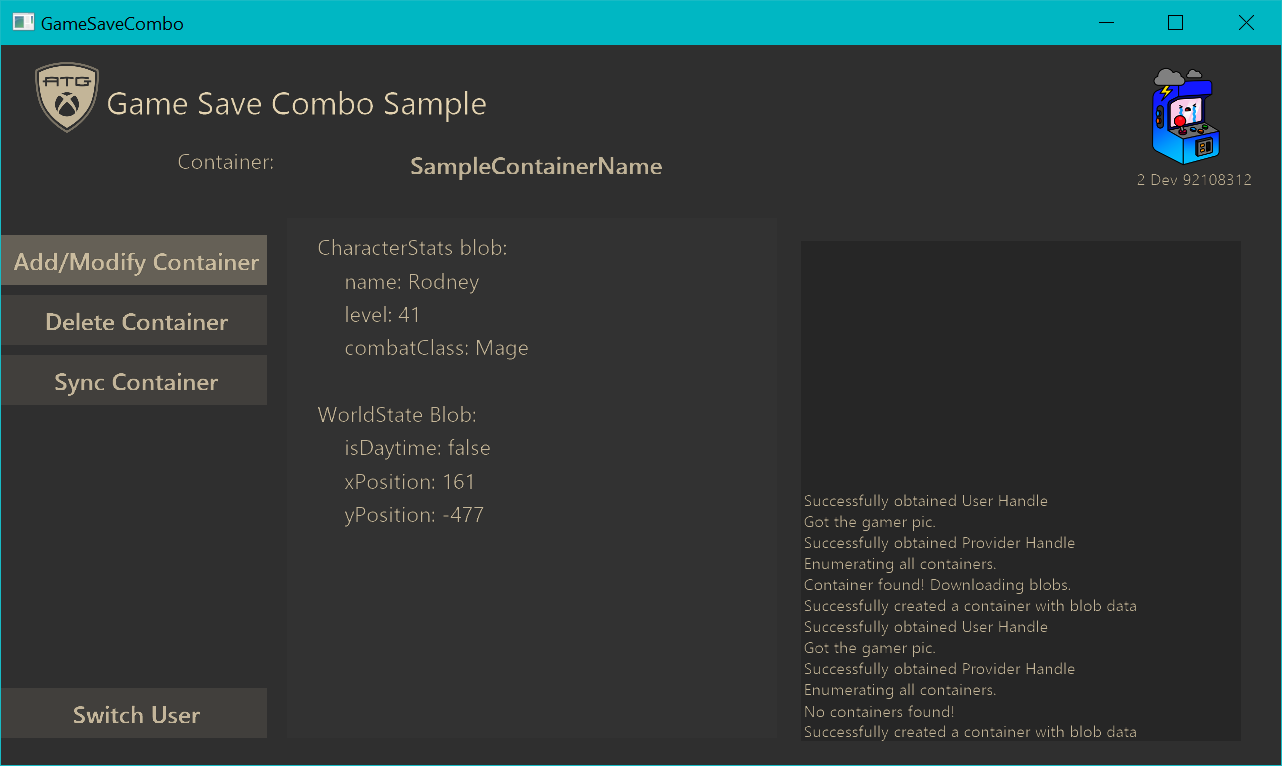 GameSaveCombo
ATG
Game Save Combo Sample
Container:
SampleContainerName
2 Dev 92108312
Add/Modify Container
Delete Container
Sync Container
Switch User
CharacterStats blob:
name: Rodney
level: 41
combatClass: Mage
WorldState Blob:
isDaytime: false
xPosition: 161
yPosition: -477
Successfully obtained User Handle
Got the gamer pic.
Successfully obtained Provider Handle
Enumerating all containers.
Container found! Downloading blobs.
Successfully created a container with blob data
Successfully obtained User Handle
Got the gamer pic.
Successfully obtained Provider Handle
Enumerating all containers.
No containers found!
Successfully created a container with blob data